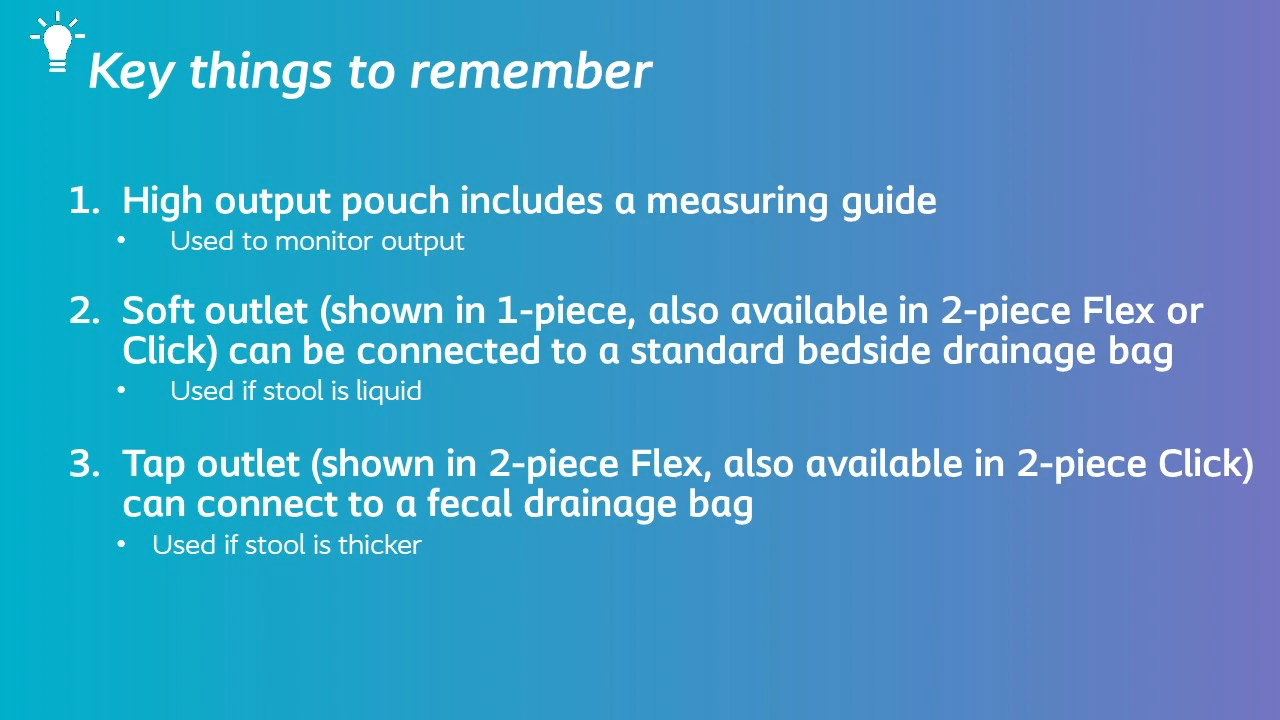 Key things to remember
1. High output pouch includes a measuring guide
• Used to monitor output
2. Soft outlet (shown in 1-piece, also available in 2-piece Flex or
Click) can be connected to a standard bedside drainage bag
• Used if stool is liquid
3. Tap outlet (shown in 2-piece Flex, also available in 2-piece Click)
can connect to a fecal drainage bag
• Used if stool is thicker